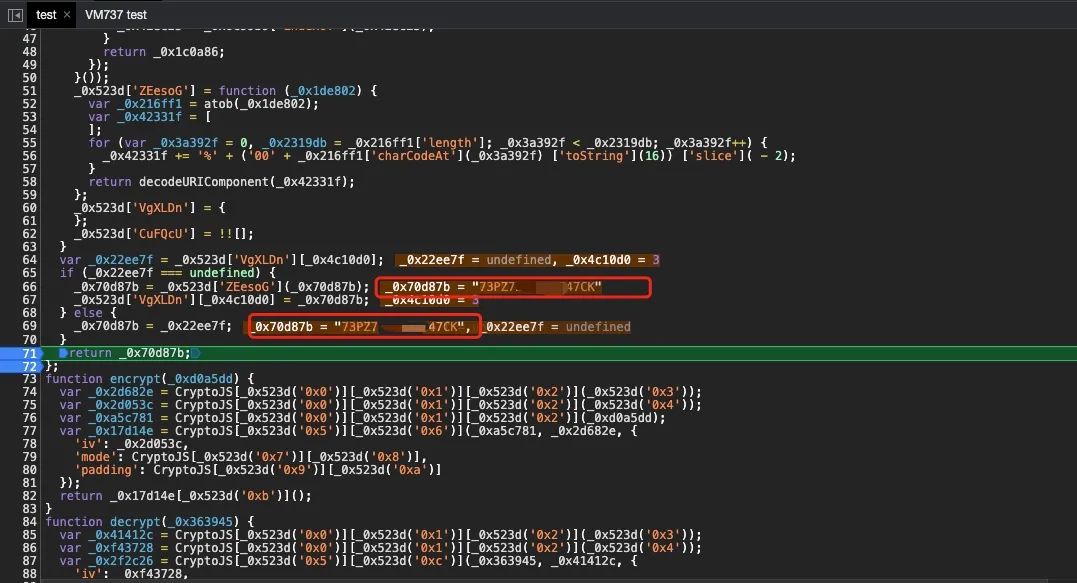 test × VM737 test
47 }
48 return _0x1c0a86;
49 });
50 }());
51 _0x523d['ZEesoG'] = function (_0x1de802) {
52 var _0x216ff1 = atob(_0x1de802);
53 var _0x42331f = [
54 ];
55 for (var _0x3a392f = 0, _0x2319db = _0x216ff1['length']; _0x3a392f < _0x2319db; _0x3a392f++) {
56 _0x42331f += '%' + ('00' + _0x216ff1['charCodeAt'](_0x3a392f) ['toString'](16)) ['slice']( - 2);
57 }
58 return decodeURIComponent(_0x42331f);
59 };
60 _0x523d['VgXLDn'] = {
61 };
62 _0x523d['CuFQcU'] = !![];
63 }
64 var _0x22ee7f = _0x523d['VgXLDn'][_0x4c10d0]; _0x22ee7f = undefined, _0x4c10d0 = 3
65 if (_0x22ee7f === undefined) {
66 _0x70d87b = _0x523d['ZEesoG'](_0x70d87b); _0x70d87b = "73PZ7 47CK"
67 _0x523d['VgXLDn'][_0x4c10d0] = _0x70d87b; _0x4c10d0 = 3
68 } else {
69 _0x70d87b = _0x22ee7f; _0x70d87b = "73PZ7 47CK", _0x22ee7f = undefined
70 }
71 return _0x70d87b;
72 };
73 function encrypt(_0xd0a5dd) {
74 var _0x2d682e = CryptoJS[_0x523d('0x0')][_0x523d('0x1')][_0x523d('0x2')](_0x523d('0x3'));
75 var _0x2d053c = CryptoJS[_0x523d('0x0')][_0x523d('0x1')][_0x523d('0x2')](_0x523d('0x4'));
76 var _0xa5c781 = CryptoJS[_0x523d('0x0')][_0x523d('0x1')][_0x523d('0x2')](_0xd0a5dd);
77 var _0x17d14e = CryptoJS[_0x523d('0x5')][_0x523d('0x6')](_0xa5c781, _0x2d682e, {
78 'iv': _0x2d053c,
79 'mode': CryptoJS[_0x523d('0x7')][_0x523d('0x8')],
80 'padding': CryptoJS[_0x523d('0x9')][_0x523d('0xa')]
81 });
82 return _0x17d14e[_0x523d('0xb')]();
83 }
84 function decrypt(_0x363945) {
85 var _0x41412c = CryptoJS[_0x523d('0x0')][_0x523d('0x1')][_0x523d('0x2')](_0x523d('0x3'));
86 var _0xf43728 = CryptoJS[_0x523d('0x0')][_0x523d('0x1')][_0x523d('0x2')](_0x523d('0x4'));
87 var _0x2f2c26 = CryptoJS[_0x523d('0x5')][_0x523d('0xc')](_0x363945, _0x41412c, {
88 'iv': _0xf43728,